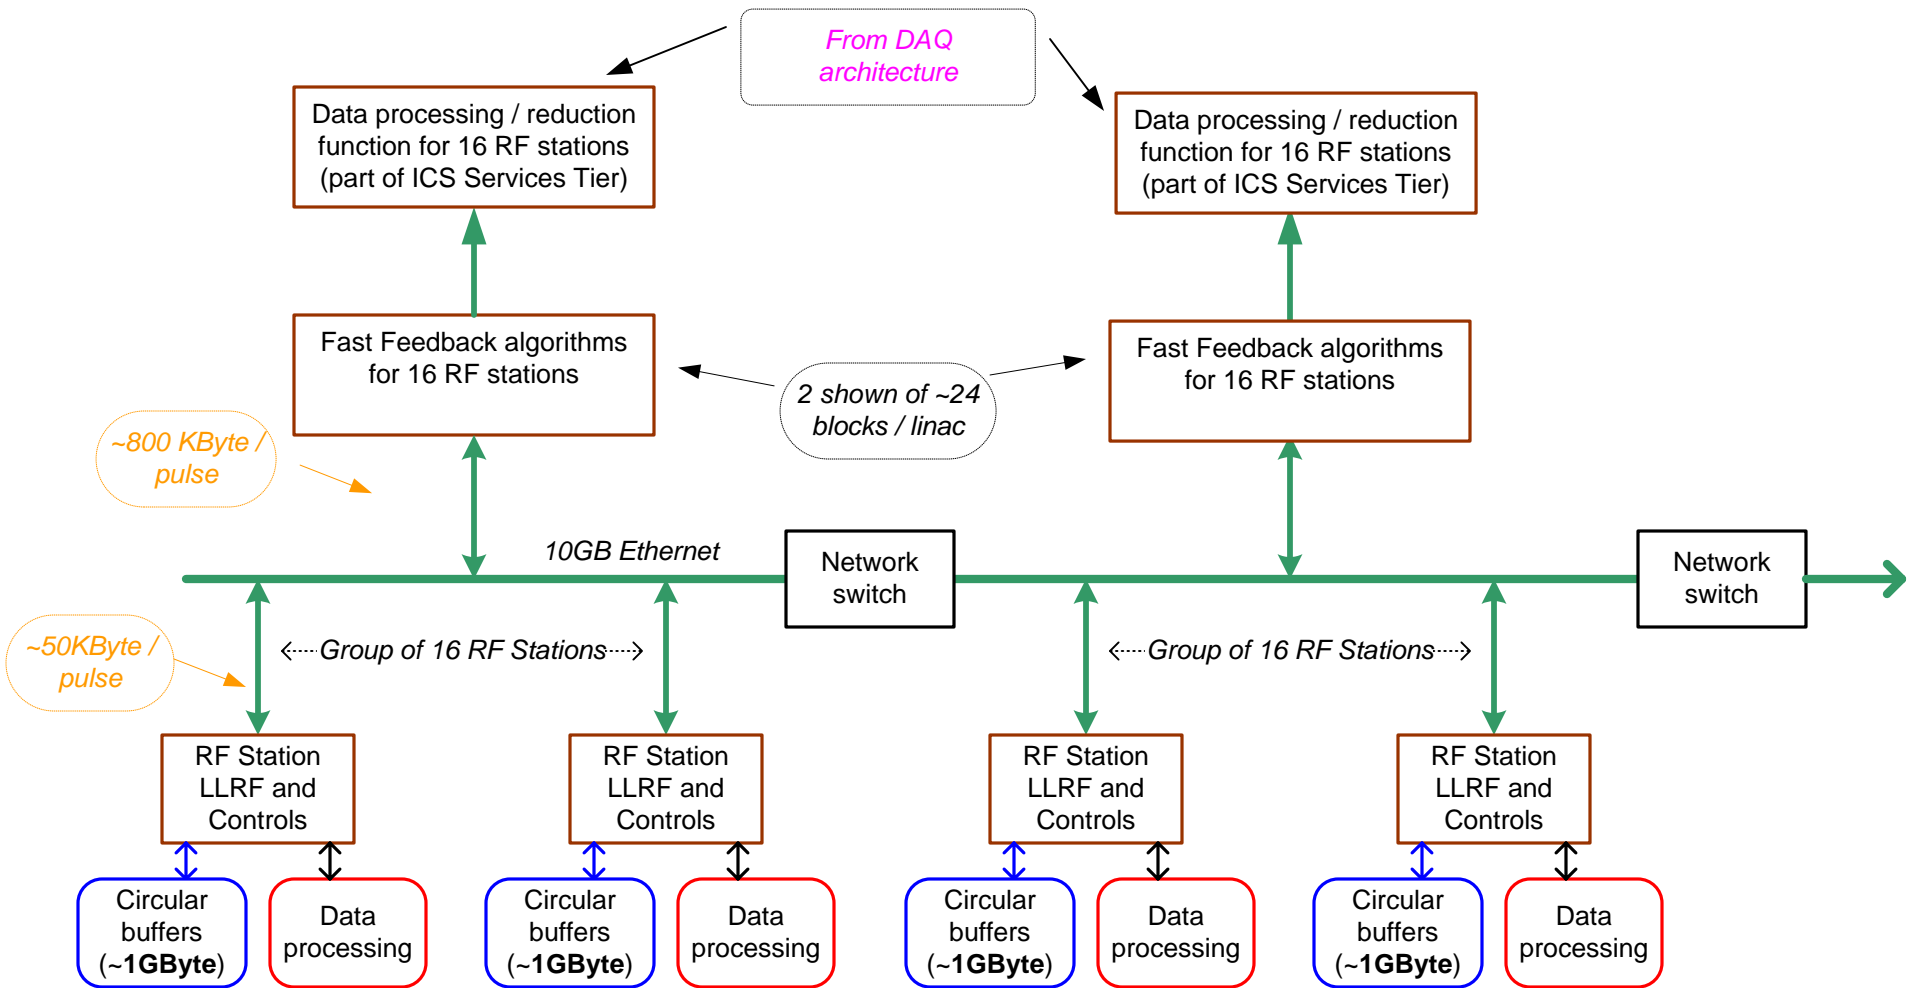 From DAQ
architecture
Data processing / reduction
function for 16 RF stations
(part of ICS Services Tier)
Data processing / reduction
function for 16 RF stations
(part of ICS Services Tier)
Fast Feedback algorithms
for 16 RF stations
2 shown of ~24
blocks / linac
Fast Feedback algorithms
for 16 RF stations
~800 KByte /
pulse
10GB Ethernet
Network
switch
Network
switch
~50KByte /
pulse
Group of 16 RF Stations
Group of 16 RF Stations
RF Station
LLRF and
Controls
RF Station
LLRF and
Controls
RF Station
LLRF and
Controls
RF Station
LLRF and
Controls
Circular
buffers
(~1GByte)
Data
processing
Circular
buffers
(~1GByte)
Data
processing
Circular
buffers
(~1GByte)
Data
processing
Circular
buffers
(~1GByte)
Data
processing